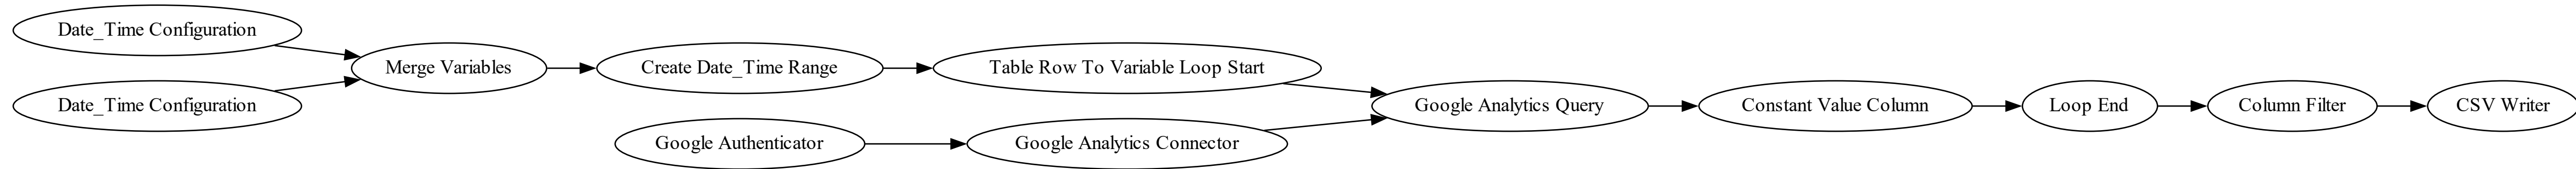 Date_Time Configuration
Date_Time Configuration
Merge Variables
Create Date_Time Range
Table Row To Variable Loop Start
Google Authenticator
Google Analytics Connector
Google Analytics Query
Constant Value Column
Loop End
Column Filter
CSV Writer